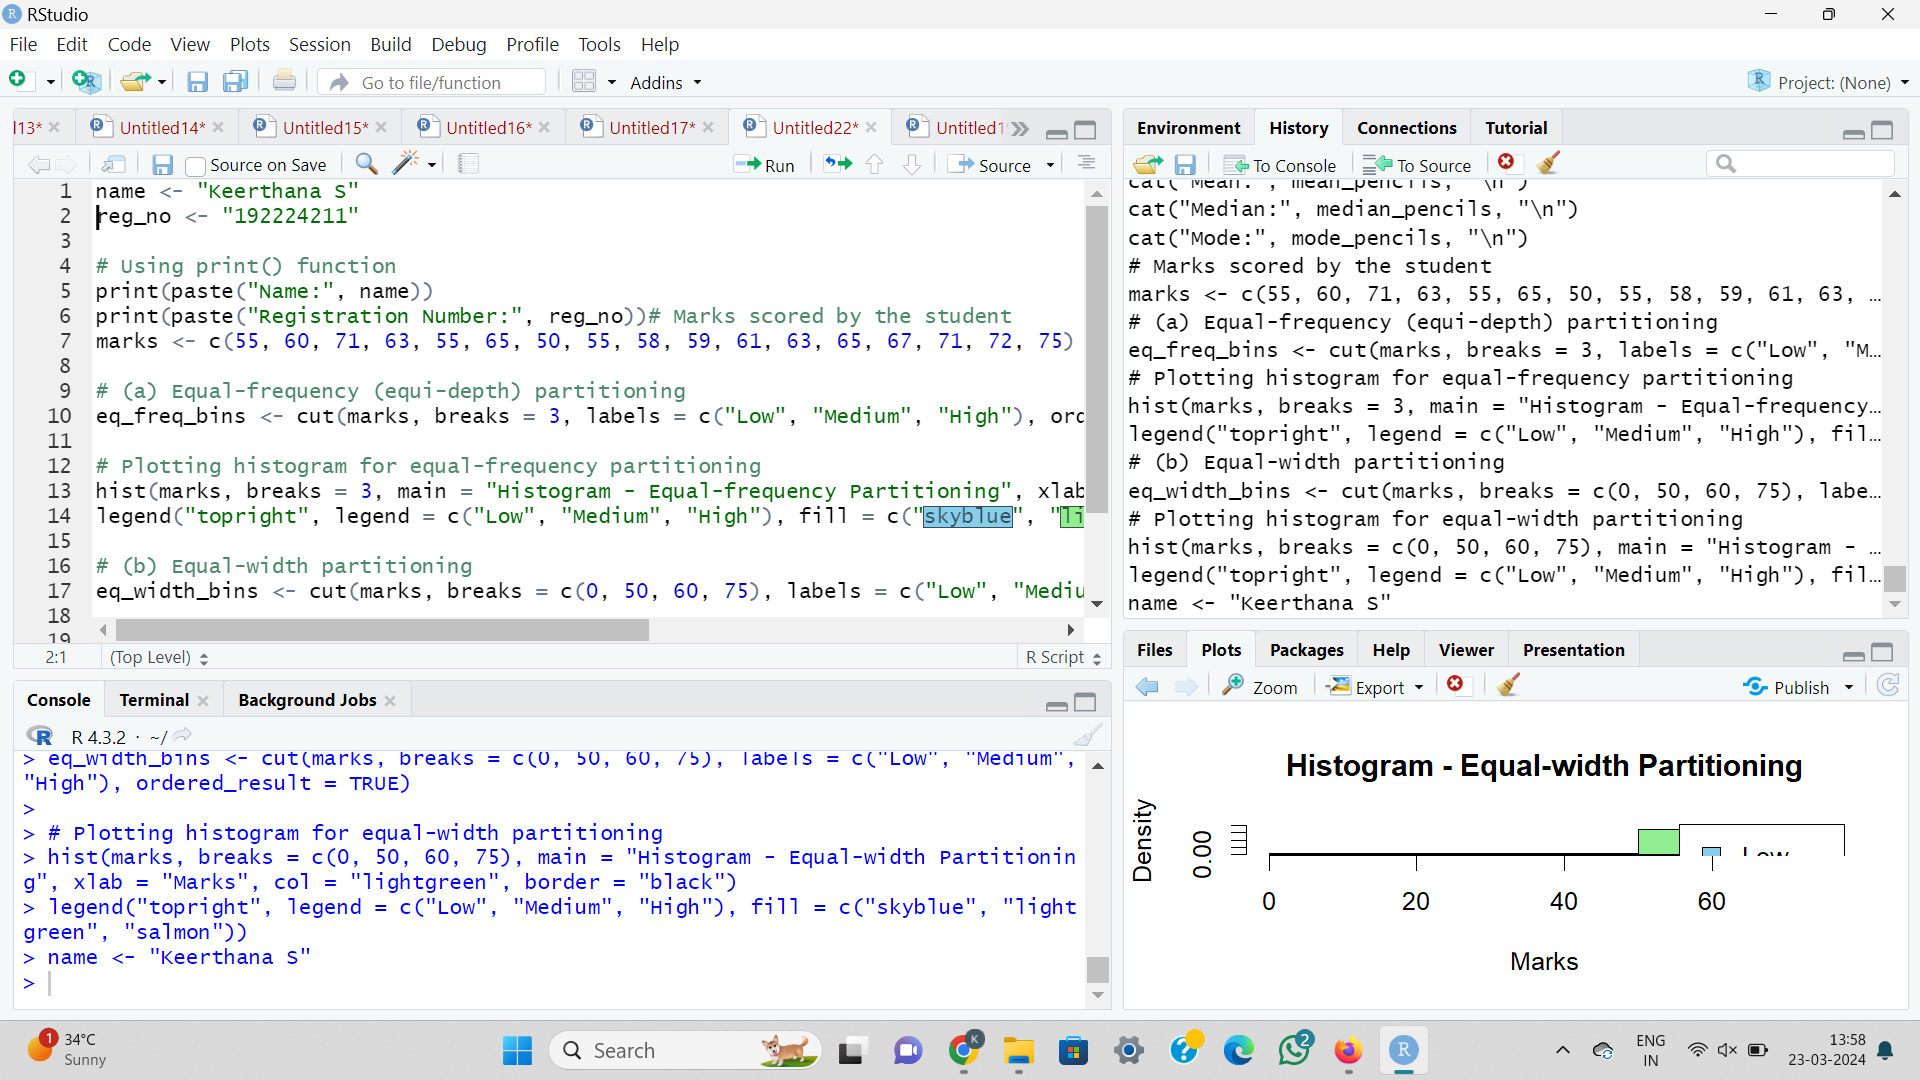 RStudio
File Edit Code View Plots Session Build Debug Profile Tools Help
Go to file/function Addins Project: (None)
l13* Untitled14* Untitled15* Untitled16* Untitled17* Untitled22* Untitled1
Source on Save Run Source
1 name <- "Keerthana S"
2 reg_no <- "192224211"
3
4 # Using print() function
5 print(paste("Name:", name))
6 print(paste("Registration Number:", reg_no))# Marks scored by the student
7 marks <- c(55, 60, 71, 63, 55, 65, 50, 55, 58, 59, 61, 63, 65, 67, 71, 72, 75)
8
9 # (a) Equal-frequency (equi-depth) partitioning
10 eq_freq_bins <- cut(marks, breaks = 3, labels = c("Low", "Medium", "High"), ord
11
12 # Plotting histogram for equal-frequency partitioning
13 hist(marks, breaks = 3, main = "Histogram - Equal-frequency Partitioning", xlab
14 legend("topright", legend = c("Low", "Medium", "High"), fill = c("skyblue", "li
15
16 # (b) Equal-width partitioning
17 eq_width_bins <- cut(marks, breaks = c(0, 50, 60, 75), labels = c("Low", "Mediu
18
19
2:1 (Top Level) R Script
Console Terminal Background Jobs
R 4.3.2 · ~/
> eq_width_bins <- cut(marks, breaks = c(0, 50, 60, 75), labels = c("Low", "Medium",
"High"), ordered_result = TRUE)
>
> # Plotting histogram for equal-width partitioning
> hist(marks, breaks = c(0, 50, 60, 75), main = "Histogram - Equal-width Partitionin
g", xlab = "Marks", col = "lightgreen", border = "black")
> legend("topright", legend = c("Low", "Medium", "High"), fill = c("skyblue", "light
green", "salmon"))
> name <- "Keerthana S"
>
Environment History Connections Tutorial
To Console To Source
cat("Mean:", mean_pencils, "\n")
cat("Median:", median_pencils, "\n")
cat("Mode:", mode_pencils, "\n")
# Marks scored by the student
marks <- c(55, 60, 71, 63, 55, 65, 50, 55, 58, 59, 61, 63, …
# (a) Equal-frequency (equi-depth) partitioning
eq_freq_bins <- cut(marks, breaks = 3, labels = c("Low", "M…
# Plotting histogram for equal-frequency partitioning
hist(marks, breaks = 3, main = "Histogram - Equal-frequency…
legend("topright", legend = c("Low", "Medium", "High"), fil…
# (b) Equal-width partitioning
eq_width_bins <- cut(marks, breaks = c(0, 50, 60, 75), labe…
# Plotting histogram for equal-width partitioning
hist(marks, breaks = c(0, 50, 60, 75), main = "Histogram - …
legend("topright", legend = c("Low", "Medium", "High"), fil…
name <- "Keerthana S"
Files Plots Packages Help Viewer Presentation
Zoom Export Publish
Histogram - Equal-width Partitioning
Density
0.00
Low
0 20 40 60
Marks
1 34°C
Sunny
Search
K
2
ENG
IN
13:58
23-03-2024